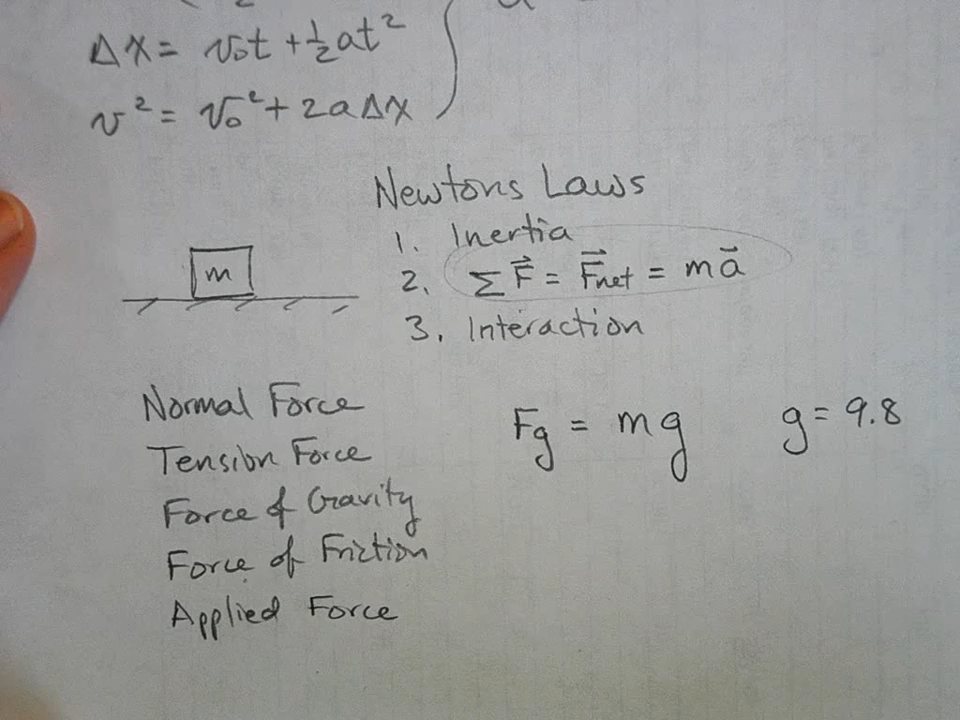 Δx = v₀t + ½at²
v² = v₀² + 2aΔx
Newtons Laws
1. Inertia
m
2. ΣF⃗ = F⃗net = ma⃗
3. Interaction
Normal Force
Fg = mg g = 9.8
Tension Force
Force of Gravity
Force of Friction
Applied Force